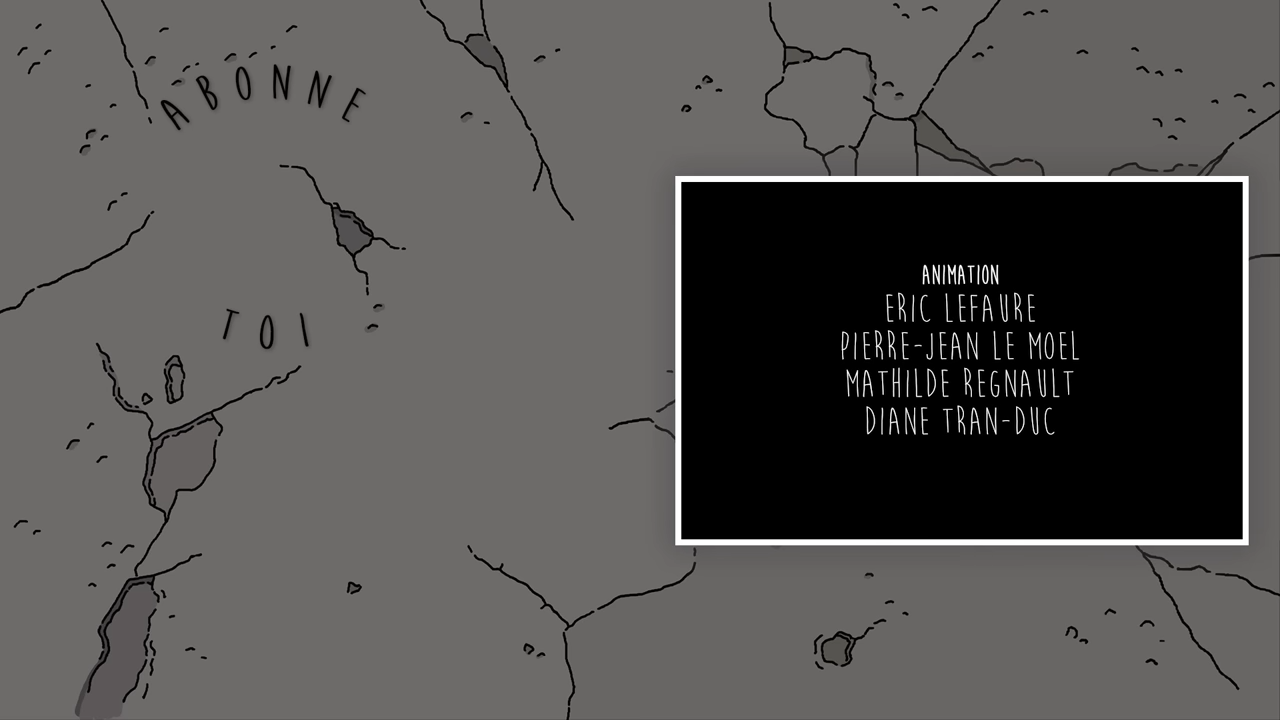 ABONNE
TOI
ANIMATION
ERIC LEFAURE
PIERRE-JEAN LE MOEL
MATHILDE REGNAULT
DIANE TRAN-DUC